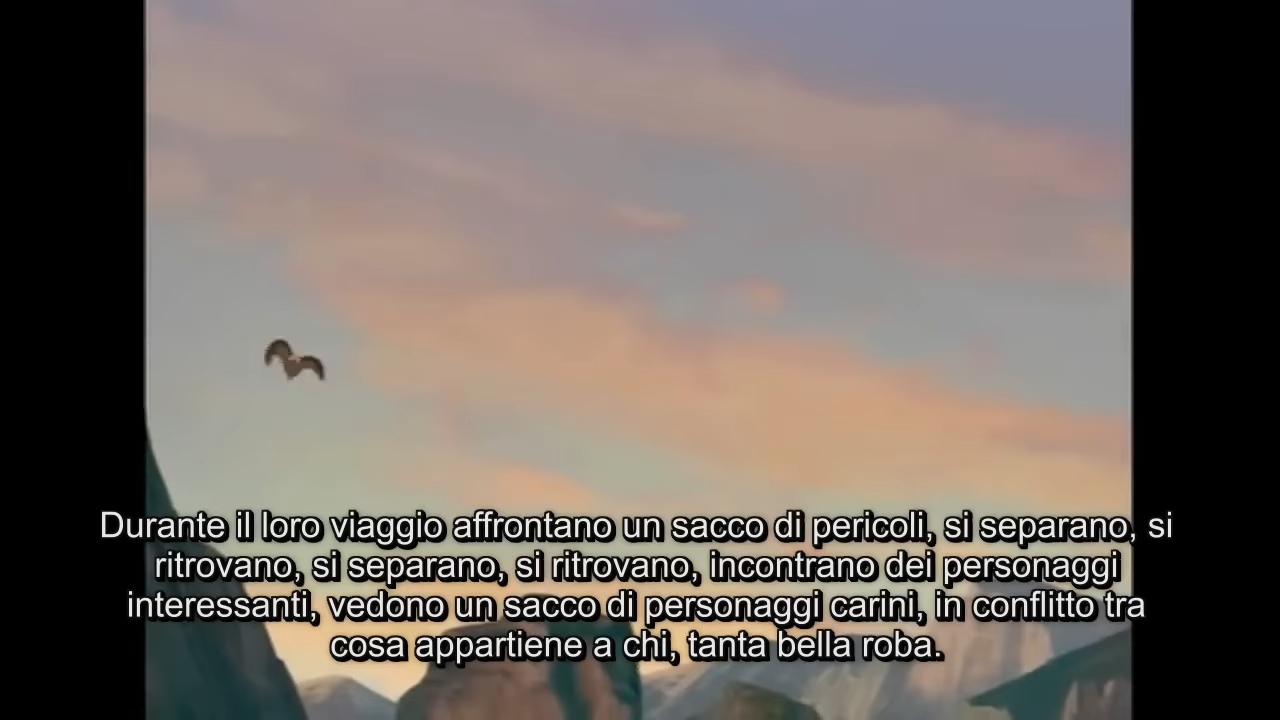 Durante il loro viaggio affrontano un sacco di pericoli, si separano, si
ritrovano, si separano, si ritrovano, incontrano dei personaggi
interessanti, vedono un sacco di personaggi carini, in conflitto tra
cosa appartiene a chi, tanta bella roba.